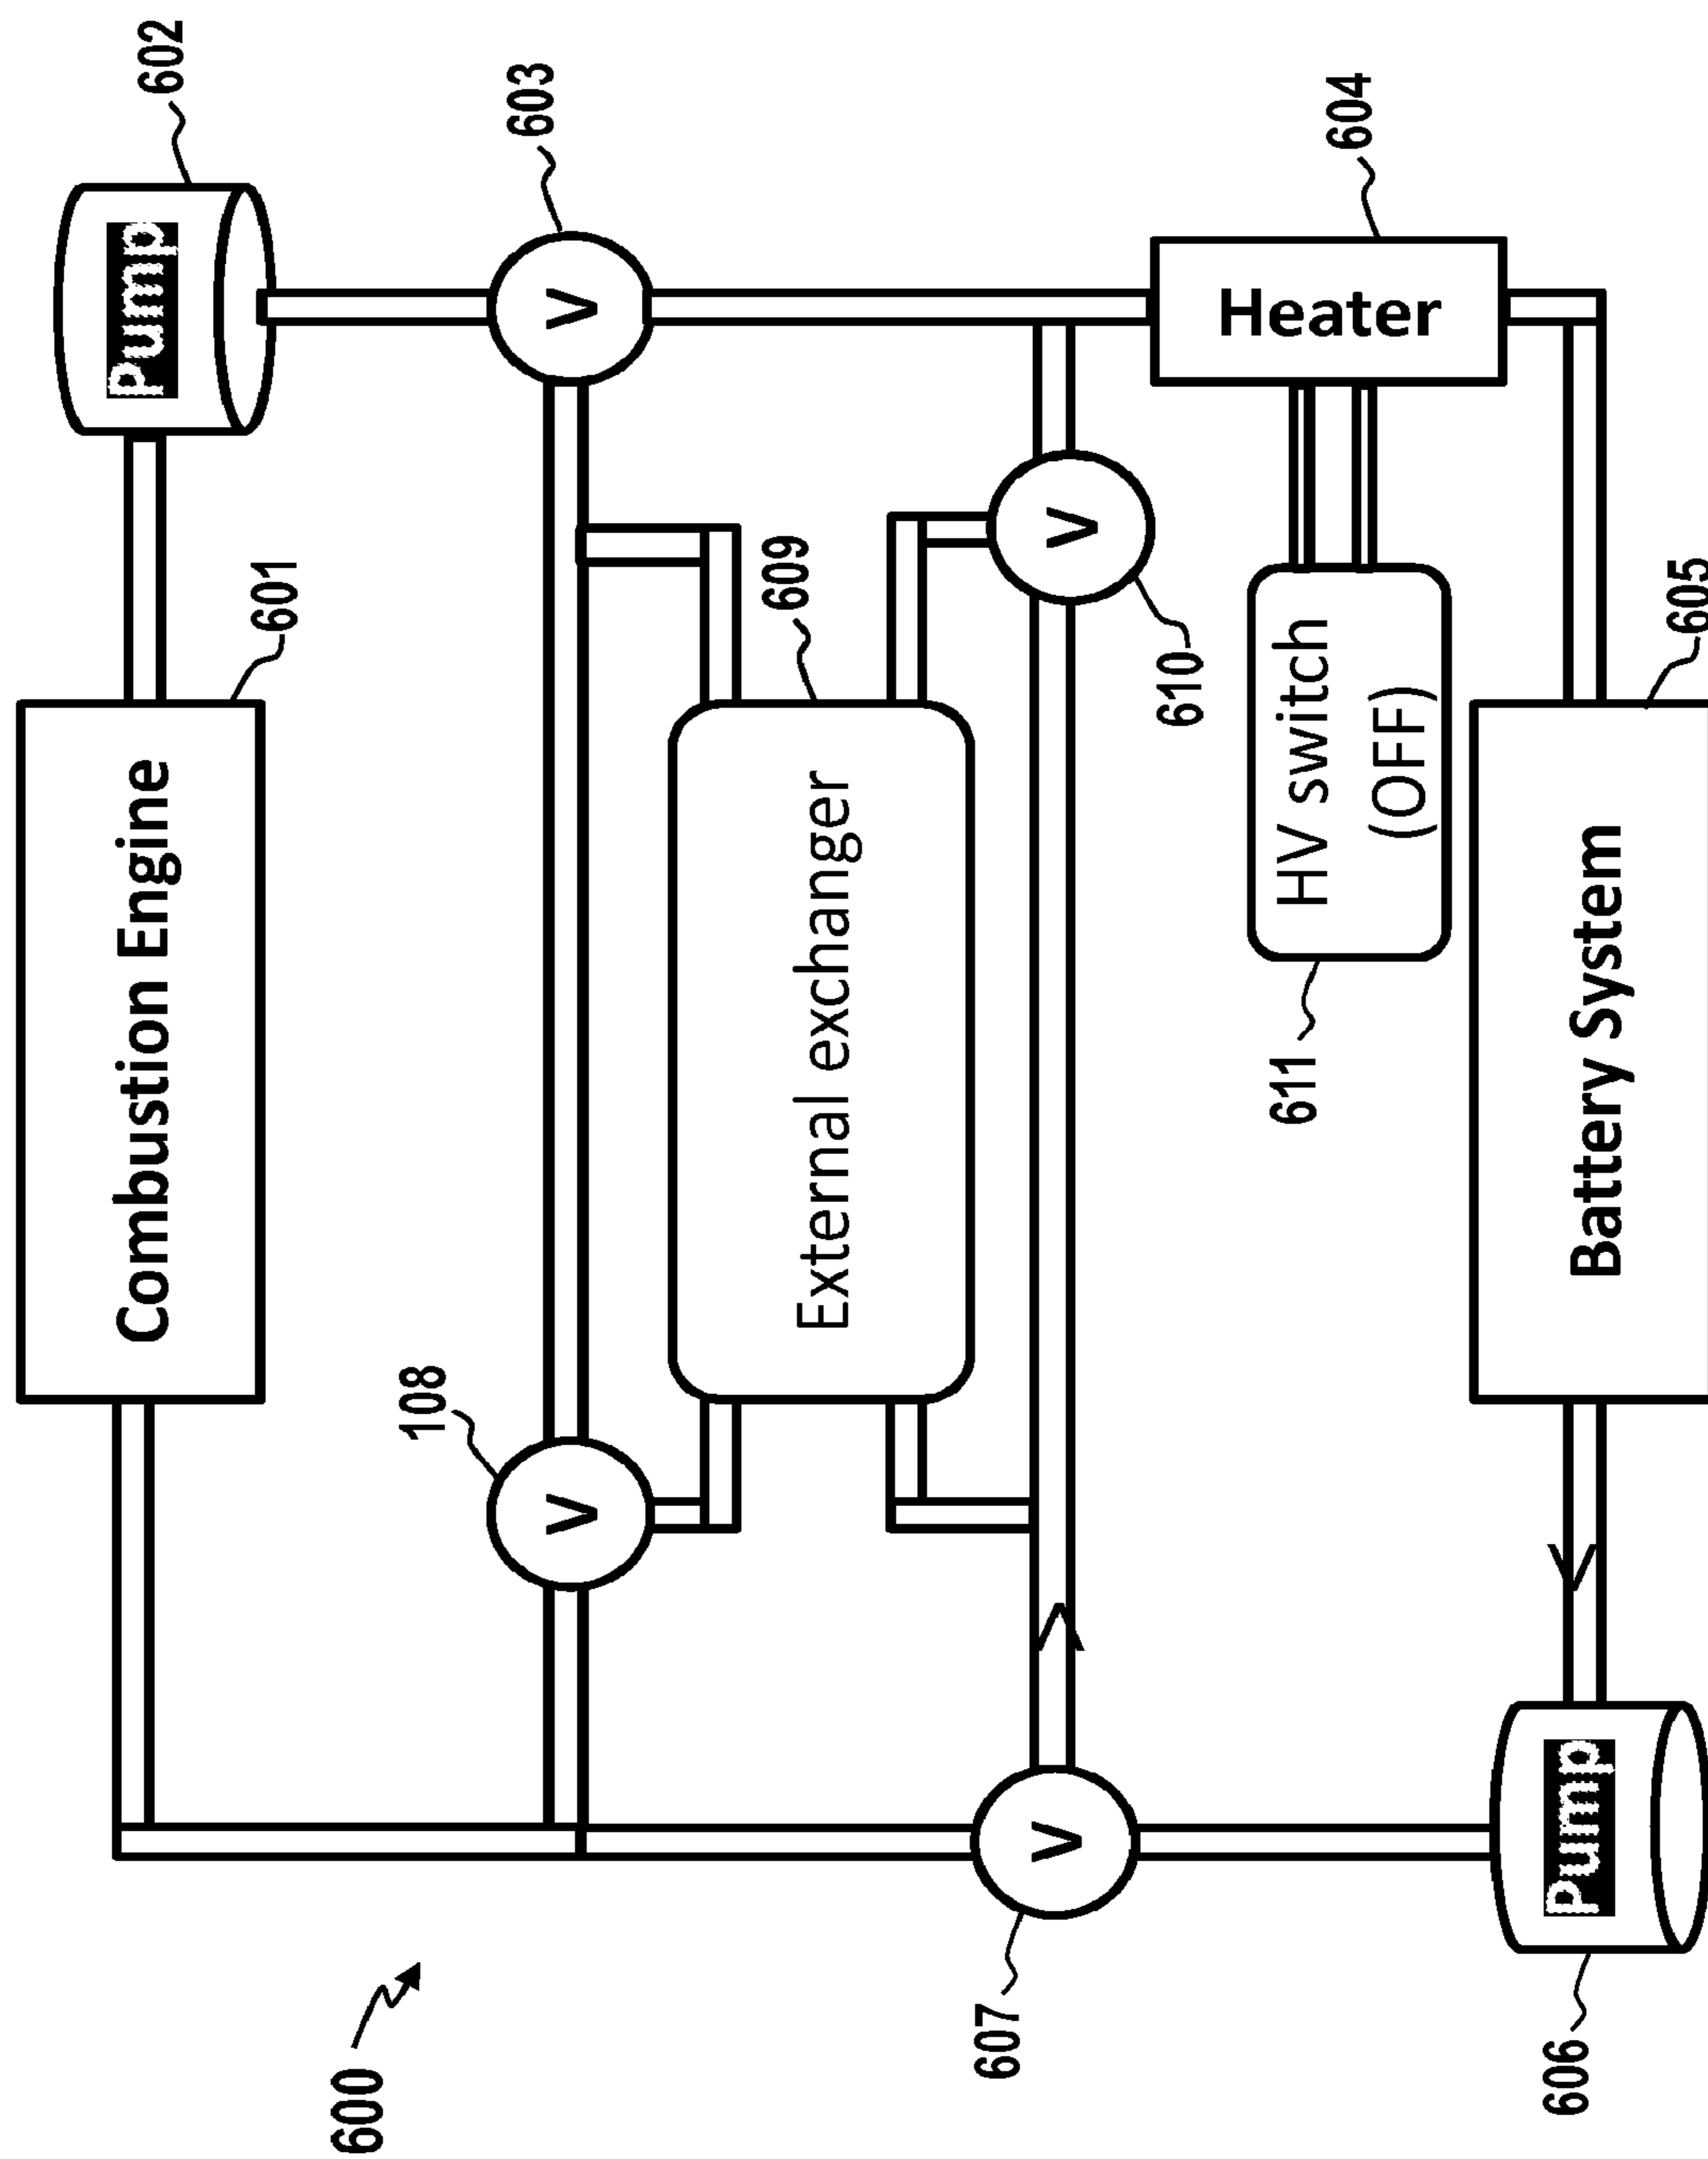 600
Combustion Engine
601
Pump
602
108
V
V
603
External exchanger
609
607
V
V
610
Heater
604
HV switch
(OFF)
611
Battery System
605
Pump
606
>
<